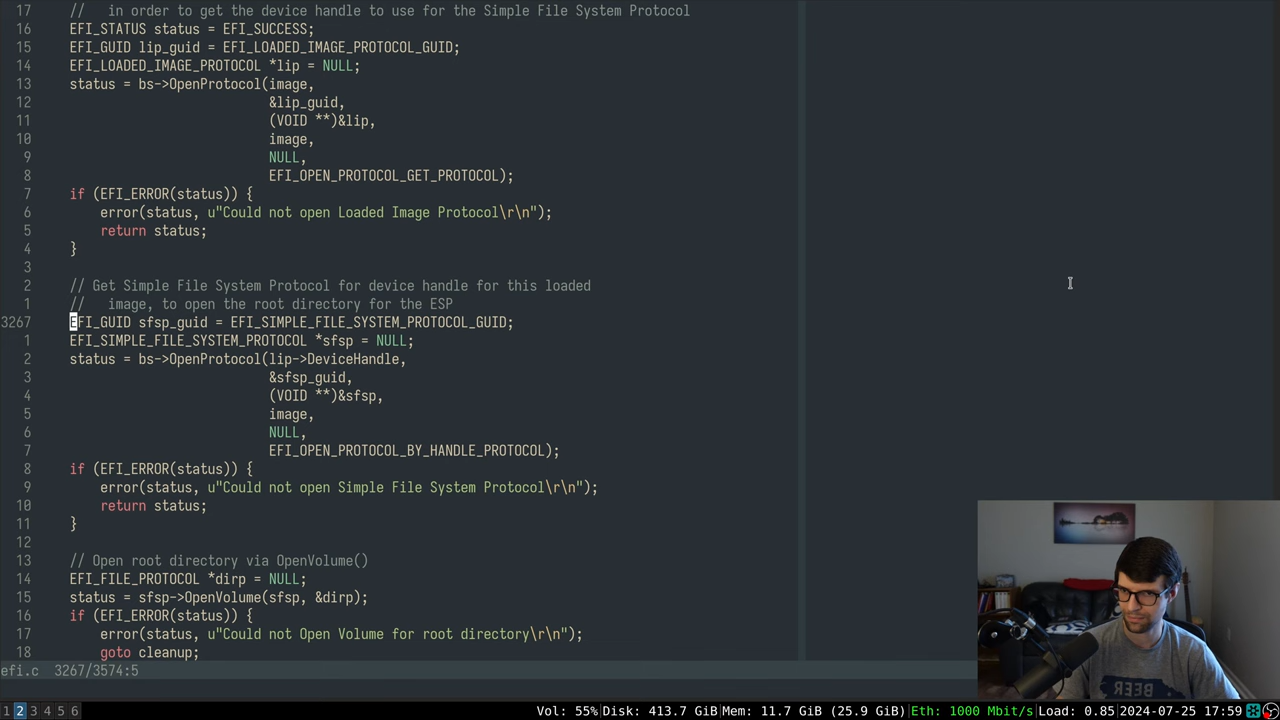 17 //   in order to get the device handle to use for the Simple File System Protocol
16 EFI_STATUS status = EFI_SUCCESS;
15 EFI_GUID lip_guid = EFI_LOADED_IMAGE_PROTOCOL_GUID;
14 EFI_LOADED_IMAGE_PROTOCOL *lip = NULL;
13 status = bs->OpenProtocol(image,
12 &lip_guid,
11 (VOID **)&lip,
10 image,
9 NULL,
8 EFI_OPEN_PROTOCOL_GET_PROTOCOL);
7 if (EFI_ERROR(status)) {
6 error(status, u"Could not open Loaded Image Protocol\r\n");
5 return status;
4 }
3
2 // Get Simple File System Protocol for device handle for this loaded
1 //   image, to open the root directory for the ESP
3267 EFI_GUID sfsp_guid = EFI_SIMPLE_FILE_SYSTEM_PROTOCOL_GUID;
1 EFI_SIMPLE_FILE_SYSTEM_PROTOCOL *sfsp = NULL;
2 status = bs->OpenProtocol(lip->DeviceHandle,
3 &sfsp_guid,
4 (VOID **)&sfsp,
5 image,
6 NULL,
7 EFI_OPEN_PROTOCOL_BY_HANDLE_PROTOCOL);
8 if (EFI_ERROR(status)) {
9 error(status, u"Could not open Simple File System Protocol\r\n");
10 return status;
11 }
12
13 // Open root directory via OpenVolume()
14 EFI_FILE_PROTOCOL *dirp = NULL;
15 status = sfsp->OpenVolume(sfsp, &dirp);
16 if (EFI_ERROR(status)) {
17 error(status, u"Could not Open Volume for root directory\r\n");
18 goto cleanup;
efi.c  3267/3574:5
BEER
1 2 3 4 5 6 Vol: 55% Disk: 413.7 GiB Mem: 11.7 GiB (25.9 GiB) Eth: 1000 Mbit/s Load: 0.85 2024-07-25 17:59